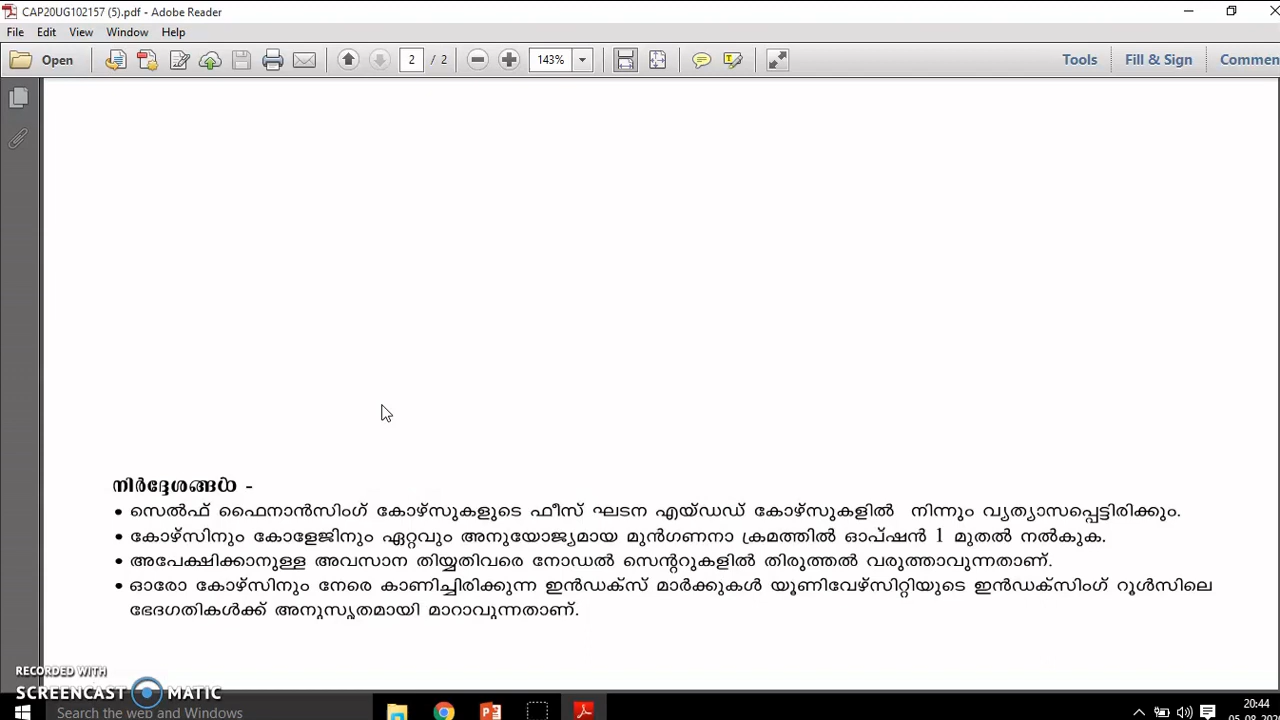 CAP20UG102157 (5).pdf - Adobe Reader
File Edit View Window Help
Open 2 / 2 143% Tools Fill & Sign Commen
നിർദ്ദേശങ്ങൾ -
• സെൽഫ് ഫൈനാൻസിംഗ് കോഴ്സുകളുടെ ഫീസ് ഘടന എയ്ഡഡ് കോഴ്സുകളിൽ നിന്നും വ്യത്യാസപ്പെട്ടിരിക്കും.
• കോഴ്സിനും കോളേജിനും ഏറ്റവും അനുയോജ്യമായ മുൻഗണനാ ക്രമത്തിൽ ഓപ്ഷൻ 1 മുതൽ നൽകുക.
• അപേക്ഷിക്കാനുള്ള അവസാന തിയ്യതിവരെ നോഡൽ സെന്ററുകളിൽ തിരുത്തൽ വരുത്താവുന്നതാണ്.
• ഓരോ കോഴ്സിനും നേരെ കാണിച്ചിരിക്കുന്ന ഇൻഡക്സ് മാർക്കുകൾ യൂണിവേഴ്സിറ്റിയുടെ ഇൻഡക്സിംഗ് റൂൾസിലെ
ഭേദഗതികൾക്ക് അനുസൃതമായി മാറാവുന്നതാണ്.
RECORDED WITH
SCREENCAST MATIC
Search the web and Windows
20:44